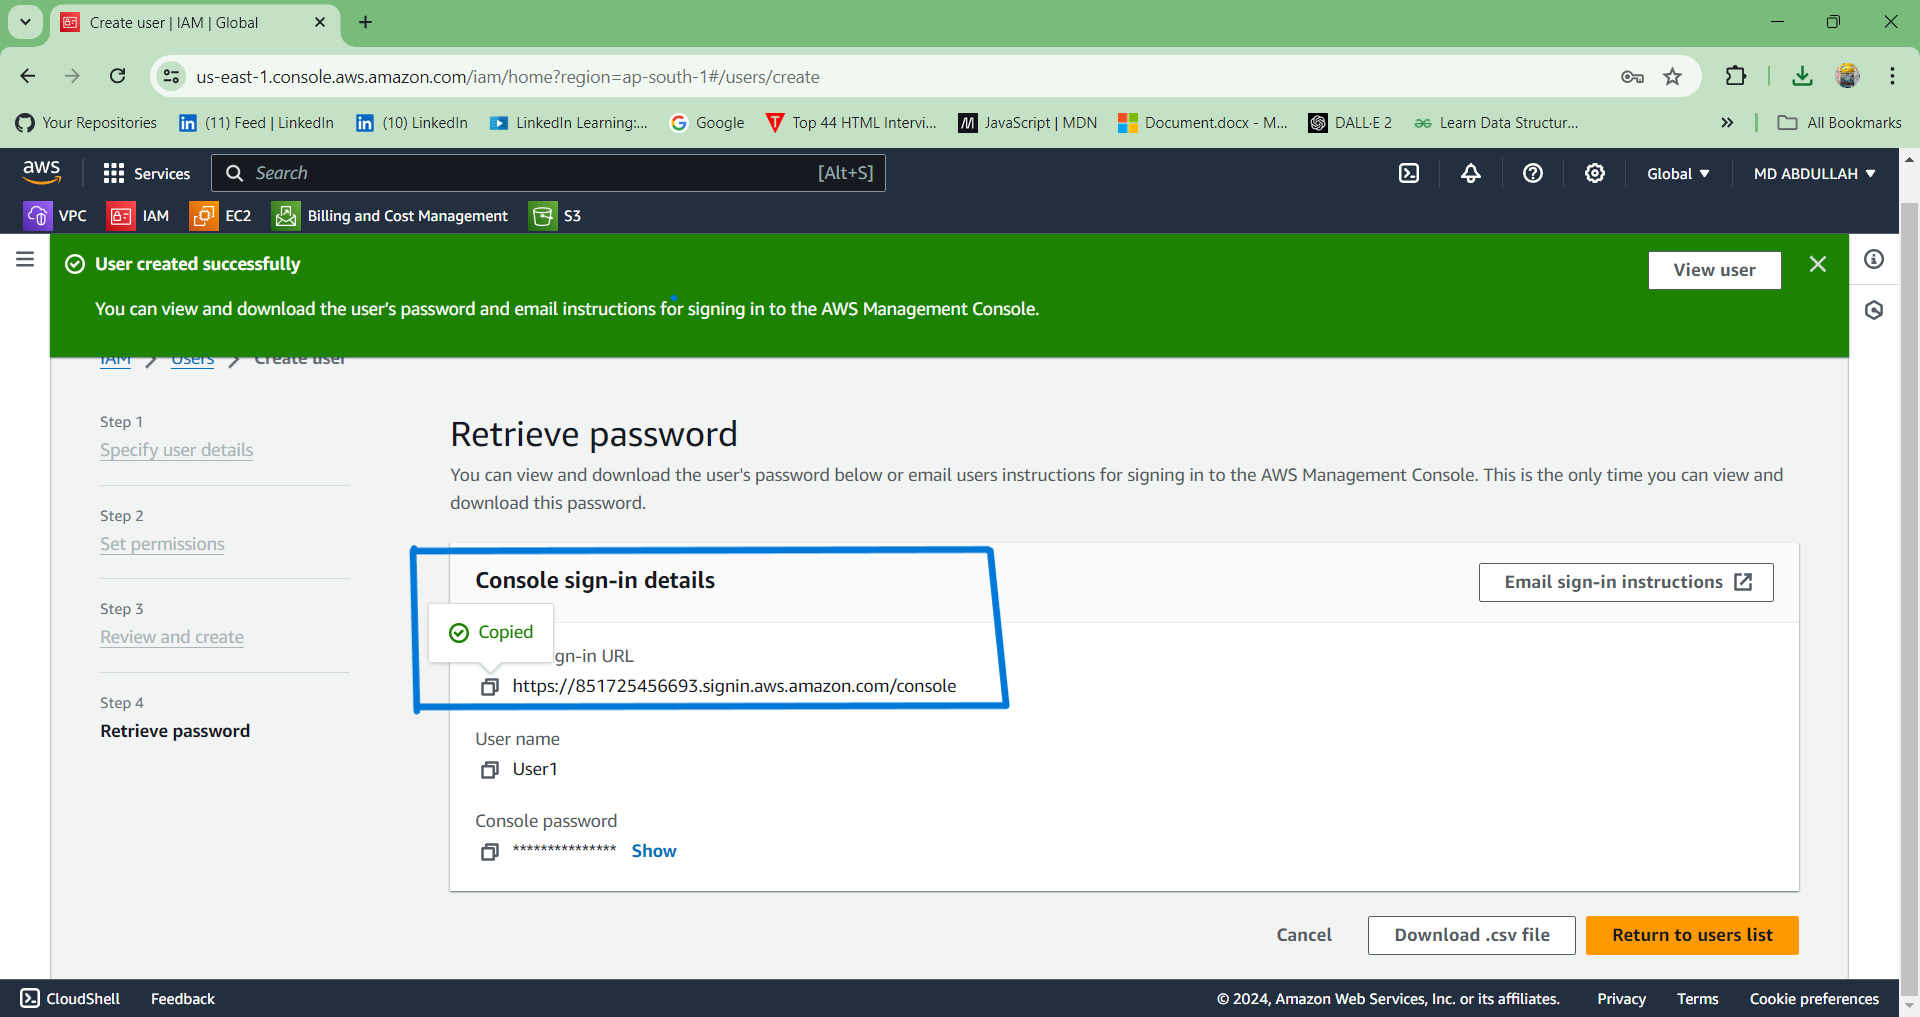 Create user | IAM | Global
us-east-1.console.aws.amazon.com/iam/home?region=ap-south-1#/users/create
Your Repositories
in (11) Feed | LinkedIn
in (10) LinkedIn
LinkedIn Learning:...
G Google
Top 44 HTML Intervi...
M JavaScript | MDN
Document.docx - M...
DALL·E 2
Learn Data Structur...
»
All Bookmarks
aws
Services
Search
[Alt+S]
Global
MD ABDULLAH
VPC
IAM
EC2
Billing and Cost Management
S3
User created successfully
View user
You can view and download the user's password and email instructions for signing in to the AWS Management Console.
IAM
Users
Create user
Step 1
Specify user details
Step 2
Set permissions
Step 3
Review and create
Step 4
Retrieve password
Retrieve password
You can view and download the user's password below or email users instructions for signing in to the AWS Management Console. This is the only time you can view and
download this password.
Console sign-in details
Email sign-in instructions
Copied
gn-in URL
https://851725456693.signin.aws.amazon.com/console
User name
User1
Console password
*************** Show
Cancel
Download .csv file
Return to users list
CloudShell
Feedback
© 2024, Amazon Web Services, Inc. or its affiliates.
Privacy
Terms
Cookie preferences